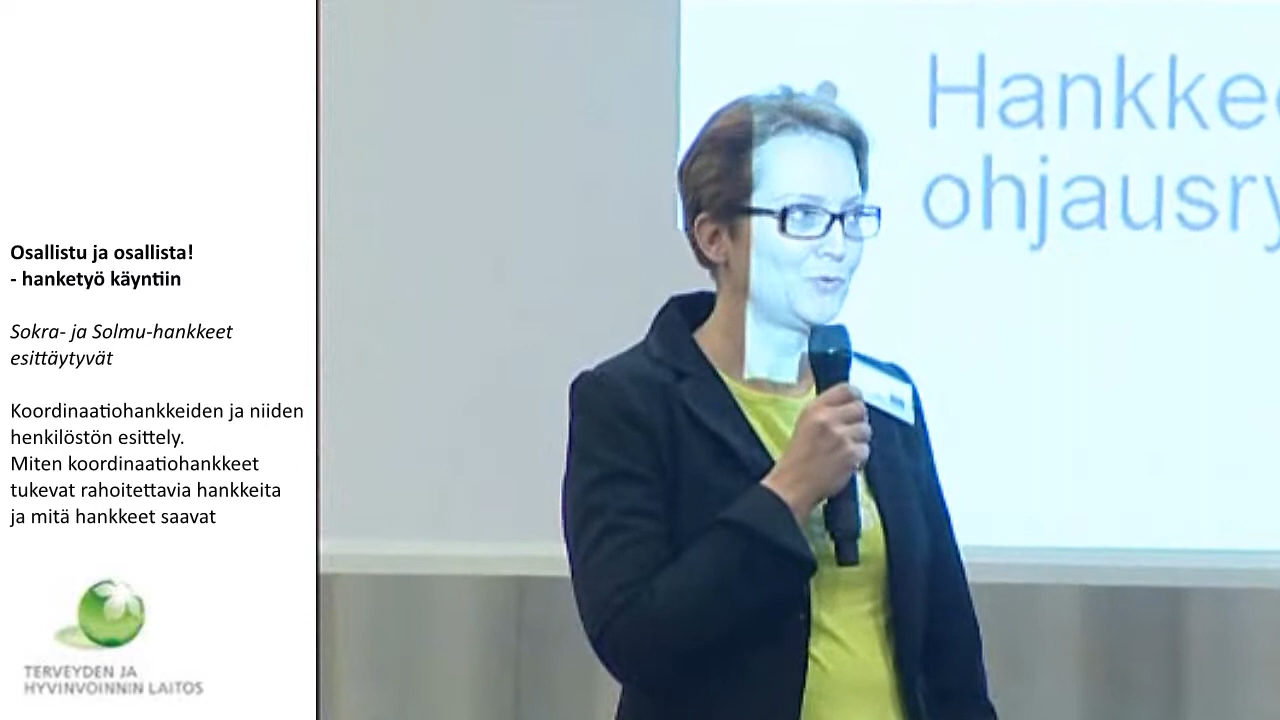 Osallistu ja osallista!
- hanketyö käyntiin
Sokra- ja Solmu-hankkeet
esittäytyvät
Koordinaatiohankkeiden ja niiden
henkilöstön esittely.
Miten koordinaatiohankkeet
tukevat rahoitettavia hankkeita
ja mitä hankkeet saavat
TERVEYDEN JA
HYVINVOINNIN LAITOS
Hankke
ohjausry